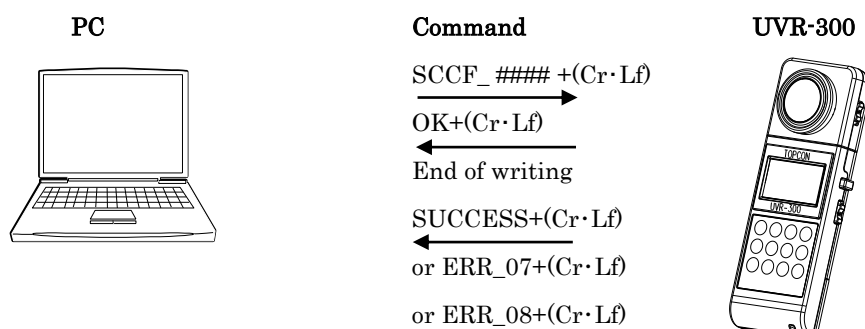 PC Command UVR-300
SCCF_ #### +(Cr·Lf)
OK+(Cr·Lf)
End of writing
SUCCESS+(Cr·Lf)
or ERR_07+(Cr·Lf)
or ERR_08+(Cr·Lf)
TOPCON
UVR-300